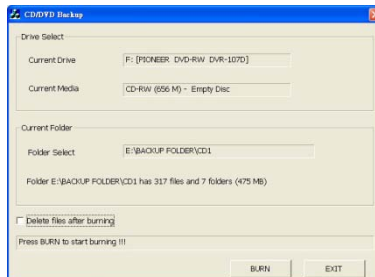 CD/DVD Backup
Drive Select
Current Drive F: [PIONEER DVD-RW DVR-107D]
Current Media CD-RW (656 M) - Empty Disc
Current Folder
Folder Select E:\BACKUP FOLDER\CD1
Folder E:\BACKUP FOLDER\CD1 has 317 files and 7 folders (475 MB)
Delete files after burning
Press BURN to start burning !!!
BURN EXIT